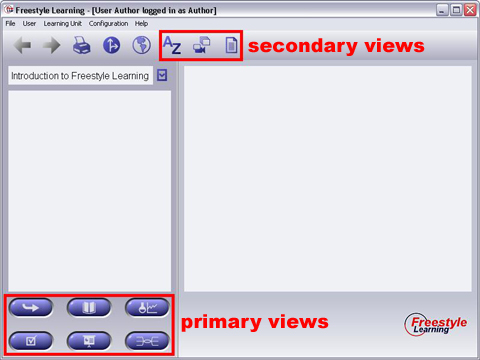 Freestyle Learning - [User Author logged in as Author]
File User Learning Unit Configuration Help
AZ
secondary views
Introduction to Freestyle Learning
primary views
Freestyle
Learning